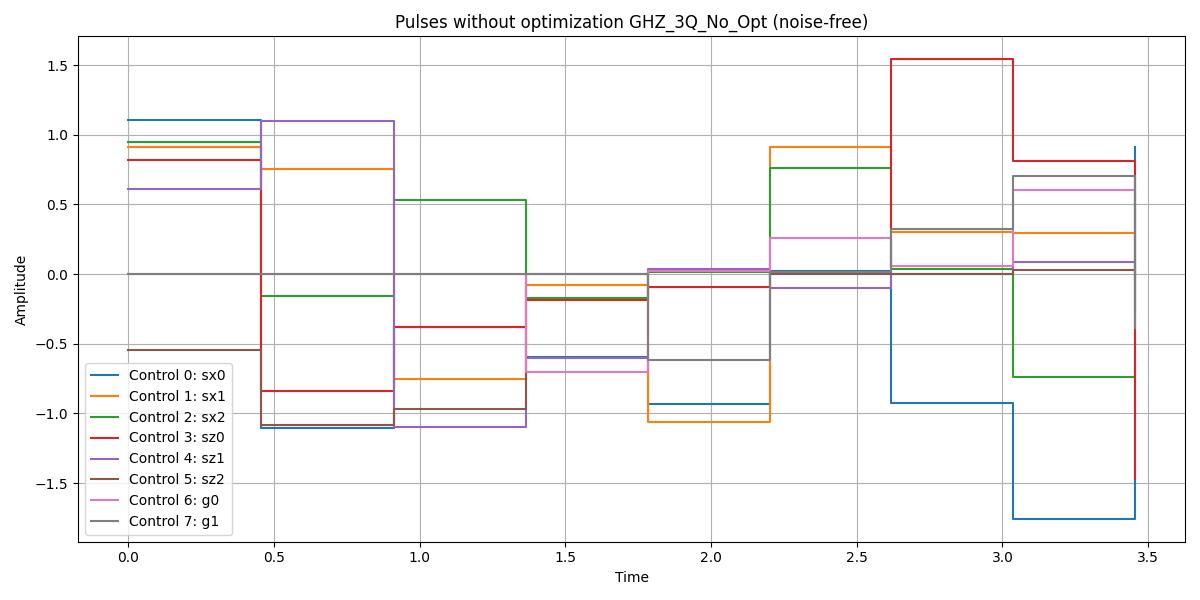 Pulses without optimization GHZ_3Q_No_Opt (noise-free)
Amplitude
1.5
1.0
0.5
0.0
−0.5
−1.0
−1.5
Control 0: sx0
Control 1: sx1
Control 2: sx2
Control 3: sz0
Control 4: sz1
Control 5: sz2
Control 6: g0
Control 7: g1
0.0 0.5 1.0 1.5 2.0 2.5 3.0 3.5
Time